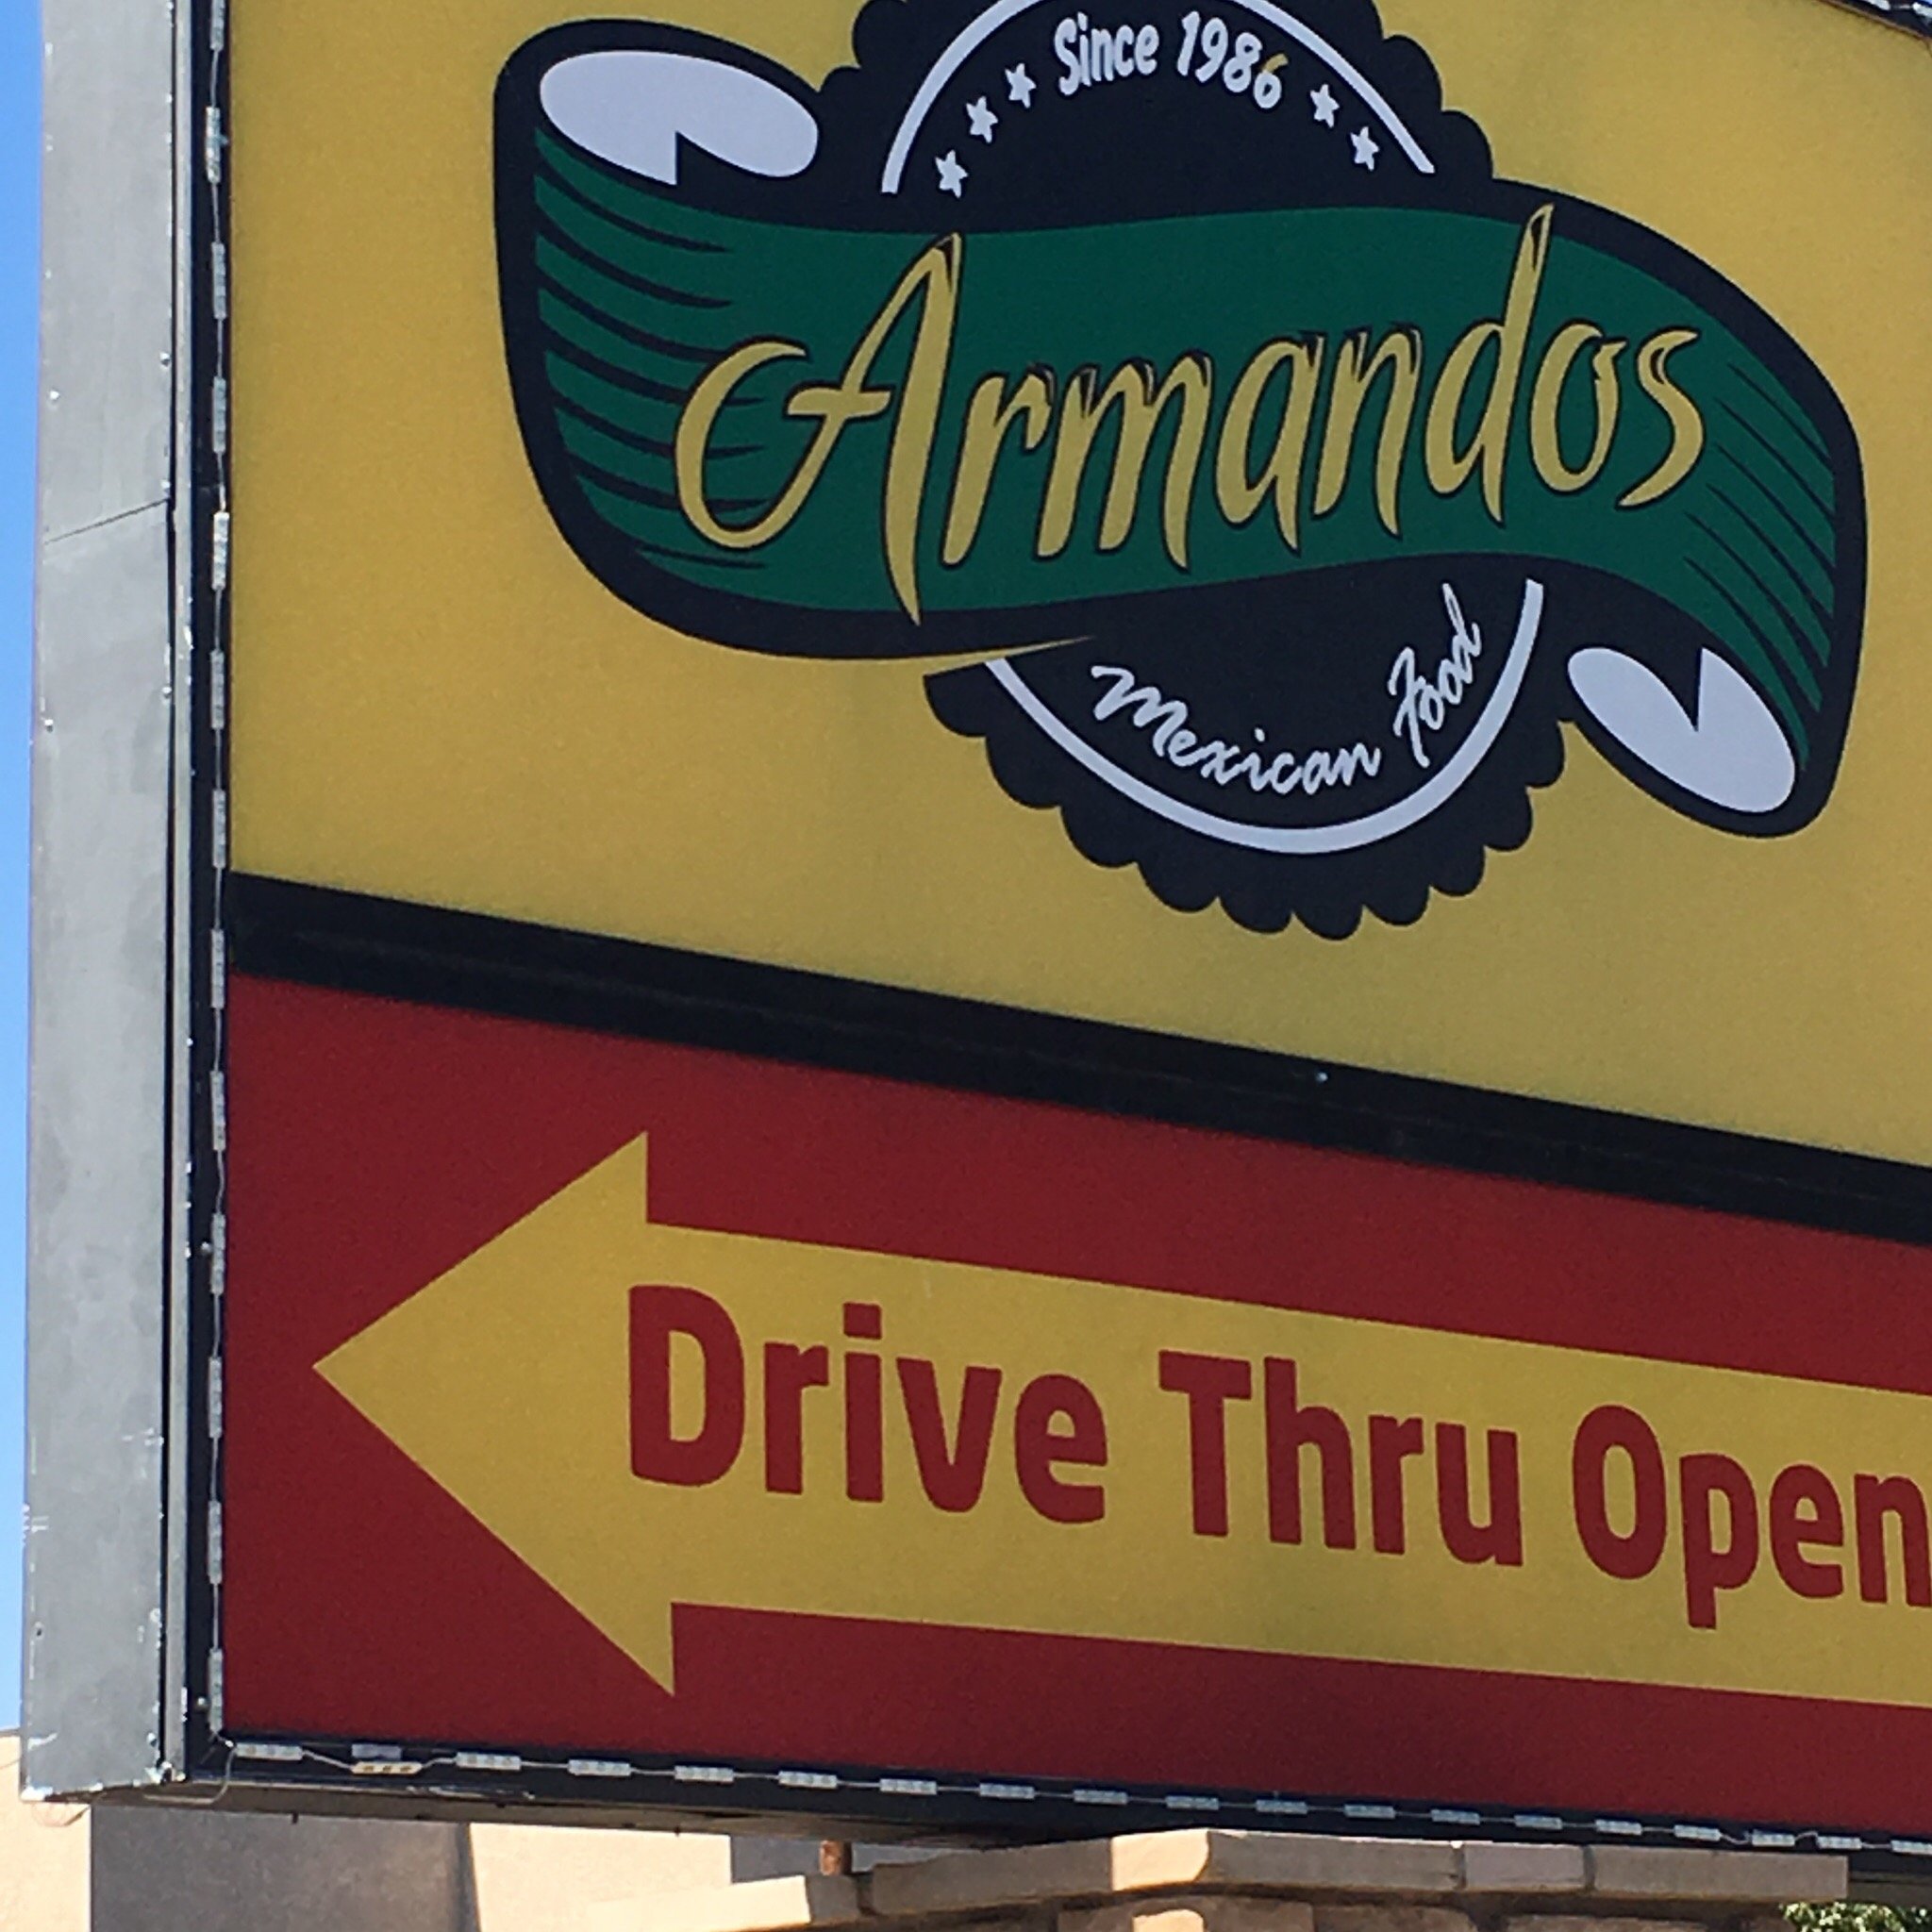 Since 1986
Armandos
Mexican Food
Drive Thru Open